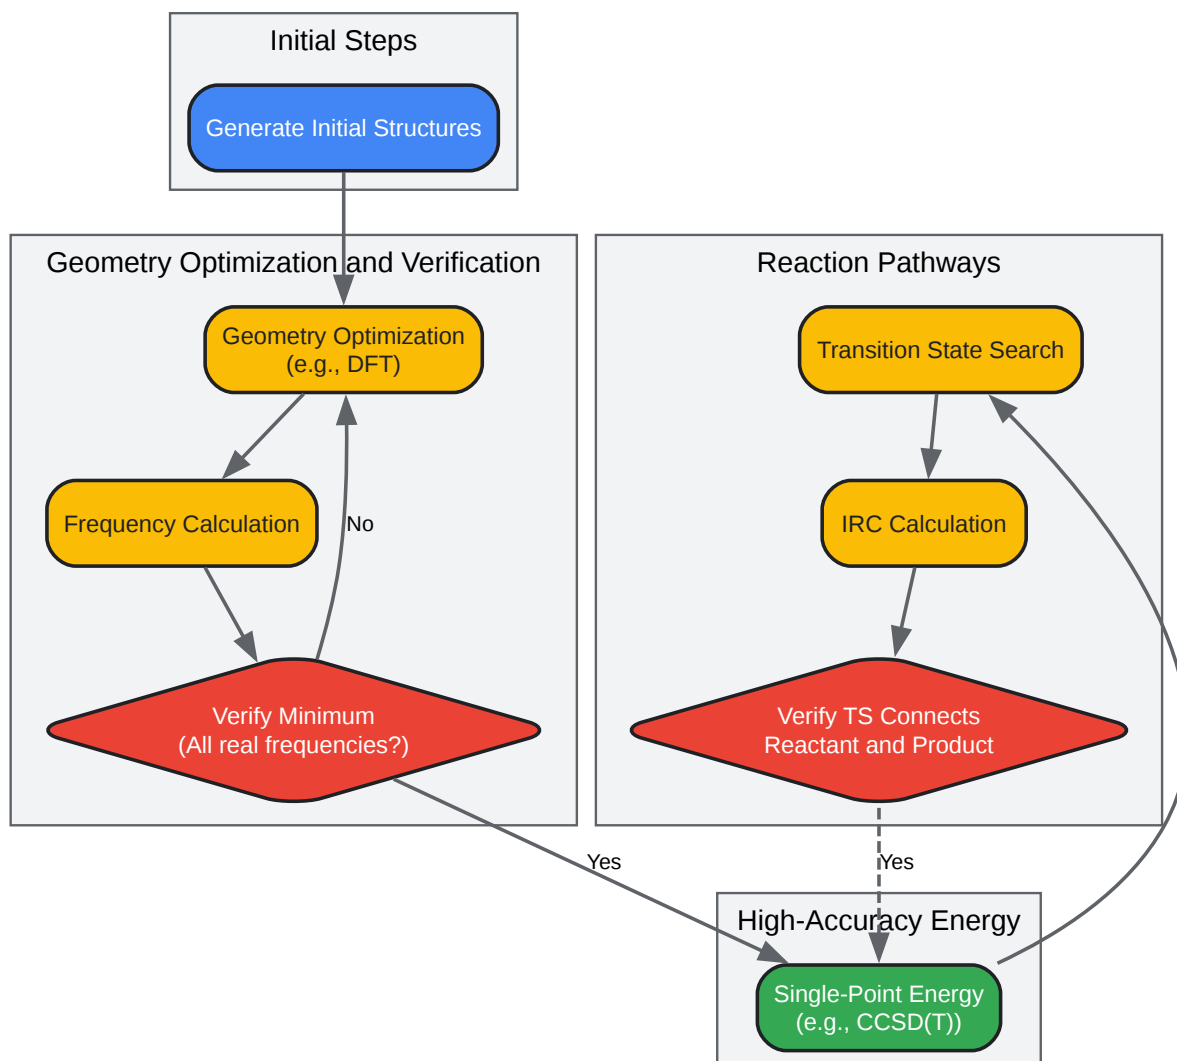 Initial Steps
Generate Initial Structures
Geometry Optimization and Verification
Geometry Optimization
(e.g., DFT)
Frequency Calculation
No
Verify Minimum
(All real frequencies?)
Yes
Reaction Pathways
Transition State Search
IRC Calculation
Verify TS Connects
Reactant and Product
Yes
High-Accuracy Energy
Single-Point Energy
(e.g., CCSD(T))